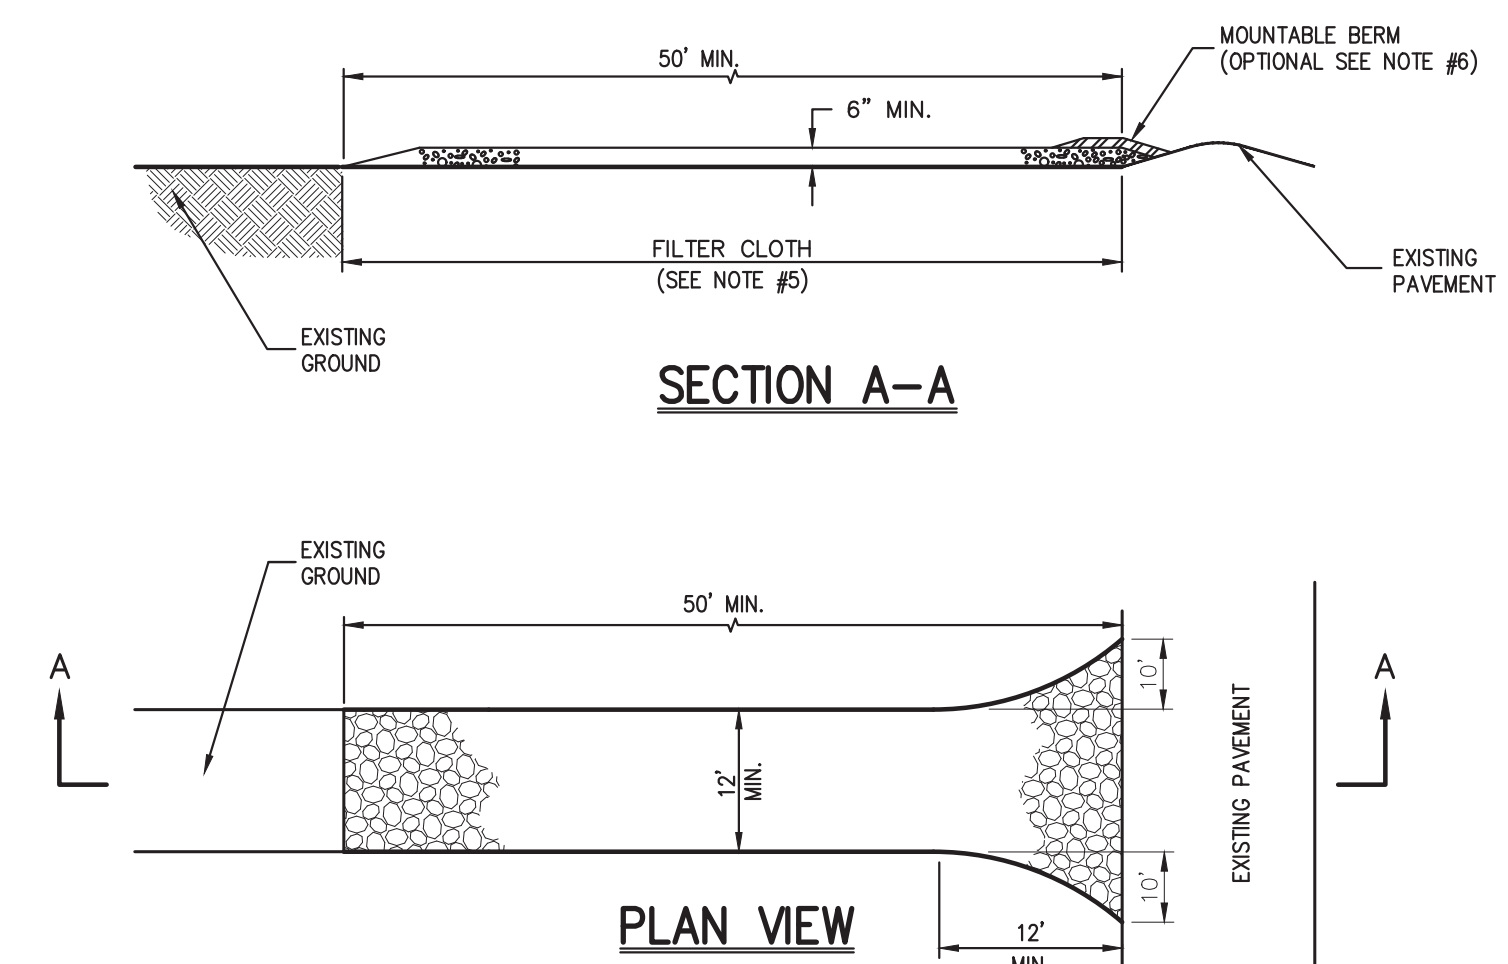 MOUNTABLE BERM
(OPTIONAL SEE NOTE #6)
50' MIN.
6" MIN.
FILTER CLOTH
(SEE NOTE #5)
EXISTING
PAVEMENT
EXISTING
GROUND
SECTION A-A
EXISTING
GROUND
50' MIN.
A
A
10'
12'
MIN.
EXISTING PAVEMENT
10'
PLAN VIEW
12'
MIN.